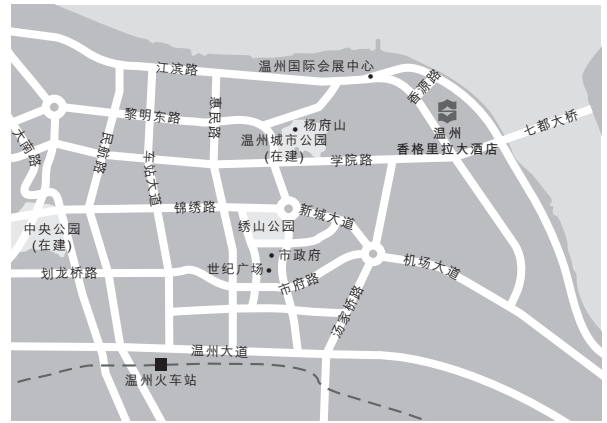 江滨路
温州国际会展中心
香源路
黎明东路
惠民路
杨府山
温州城市公园
(在建)
温州
香格里拉大酒店
七都大桥
大南路
民航路
车站大道
学院路
锦绣路
新城大道
中央公园
(在建)
绣山公园
市政府
世纪广场
机场大道
划龙桥路
市府路
汤家桥路
温州大道
温州火车站